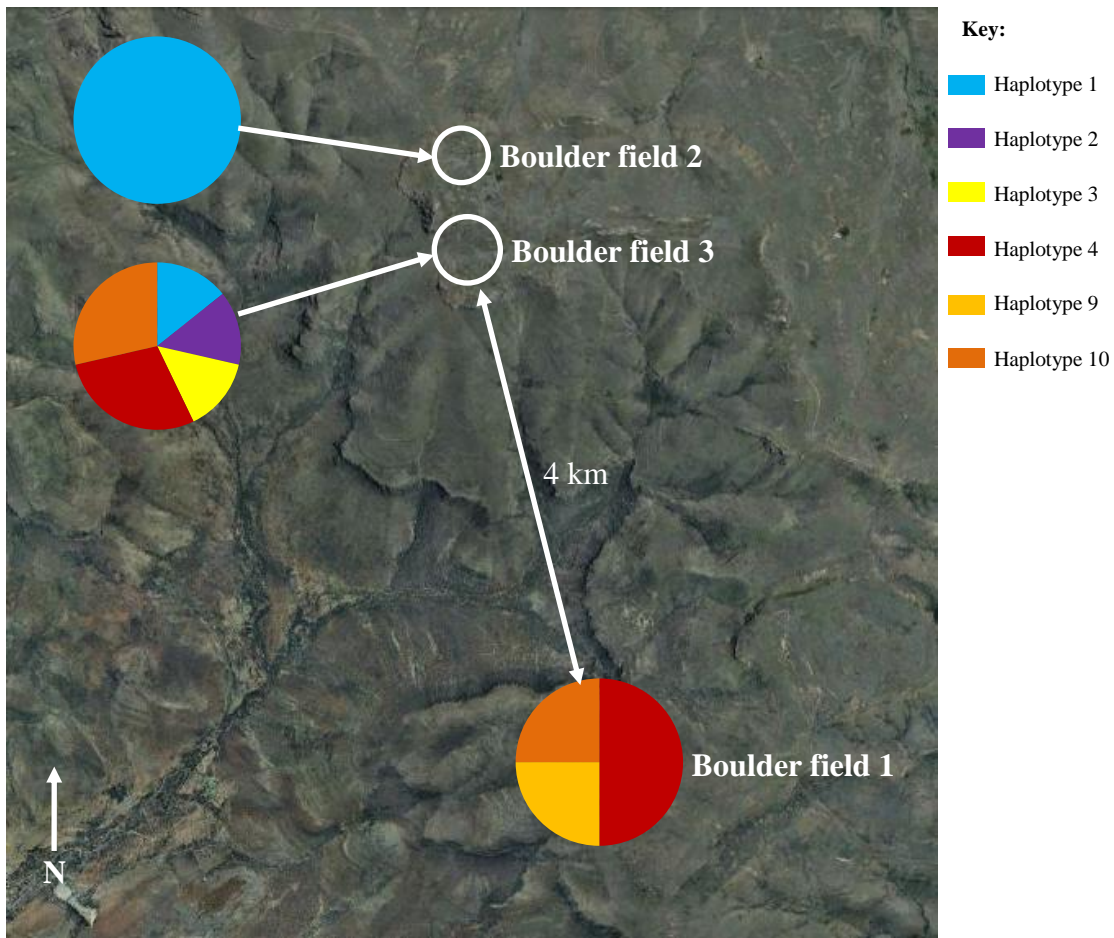 Key:
Haplotype 1
Haplotype 2
Haplotype 3
Haplotype 4
Haplotype 9
Haplotype 10
Boulder field 2
Boulder field 3
4 km
Boulder field 1
N